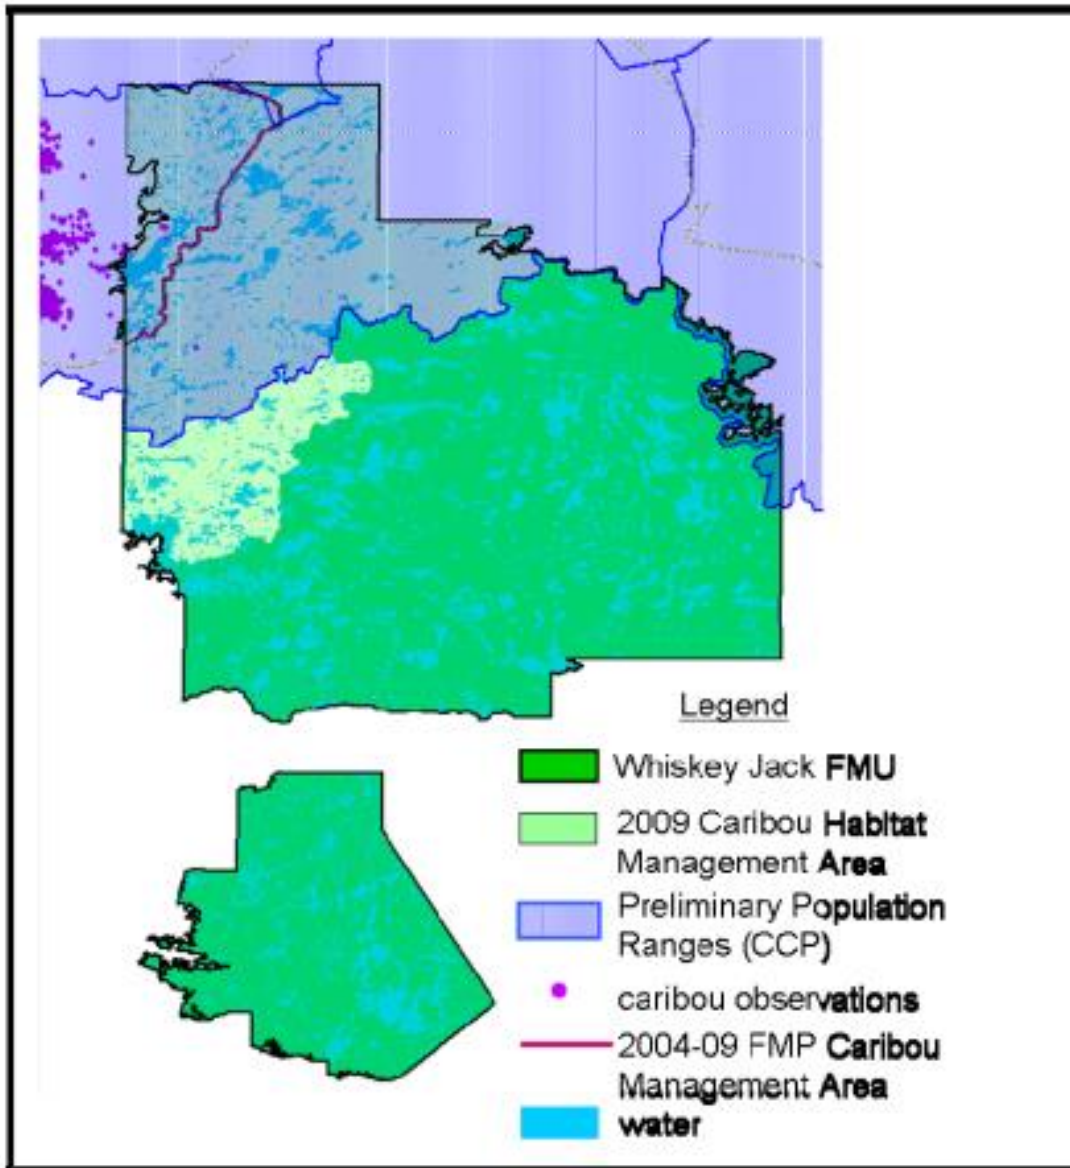 Legend
Whiskey Jack FMU
2009 Caribou Habitat
Management Area
Preliminary Population
Ranges (CCP)
caribou observations
2004-09 FMP Caribou
Management Area
water